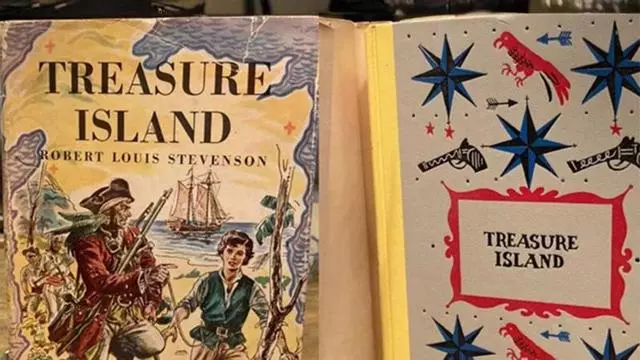 TREASURE
ISLAND
ROBERT LOUIS STEVENSON
TREASURE
ISLAND